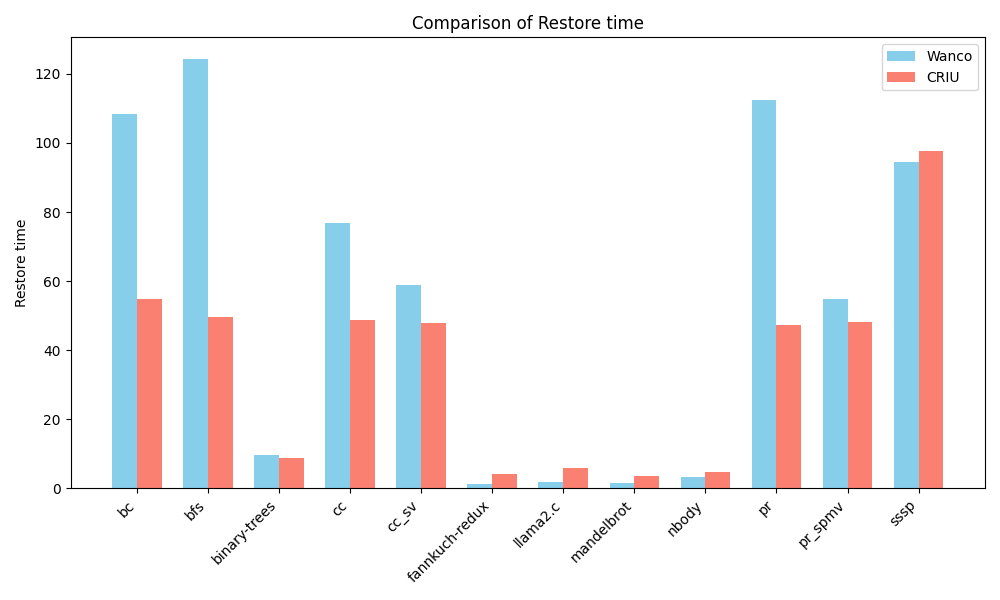 Comparison of Restore time
Wanco
CRIU
Restore time
120
100
80
60
40
20
0
bc
bfs
binary-trees
cc
cc_sv
fannkuch-redux
llama2.c
mandelbrot
nbody
pr
pr_spmv
sssp